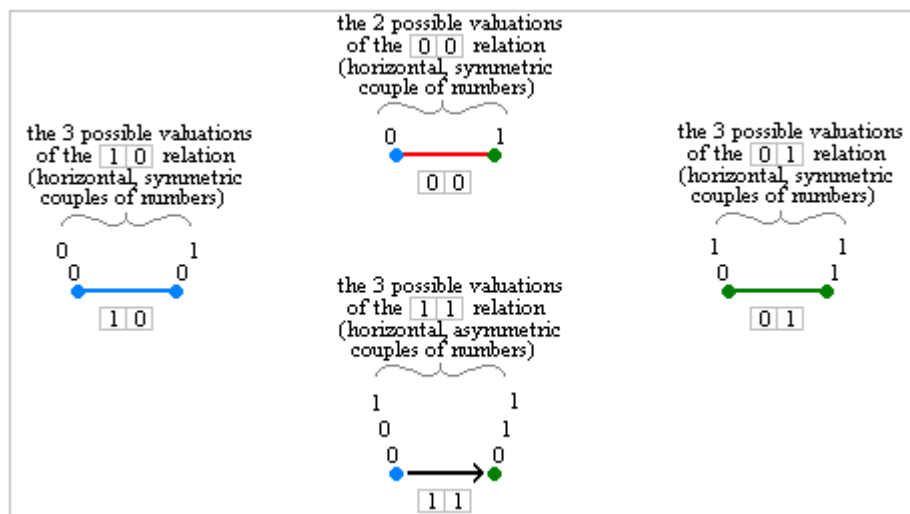 the 2 possible valuations
of the 0 0 relation
(horizontal, symmetric
couple of numbers)
0 1
0 0
the 3 possible valuations
of the 1 0 relation
(horizontal, symmetric
couples of numbers)
0 1
0 0
1 0
the 3 possible valuations
of the 1 1 relation
(horizontal, asymmetric
couples of numbers)
1 1
0 1
0 0
1 1
the 3 possible valuations
of the 0 1 relation
(horizontal, symmetric
couples of numbers)
1 1
0 1
0 1